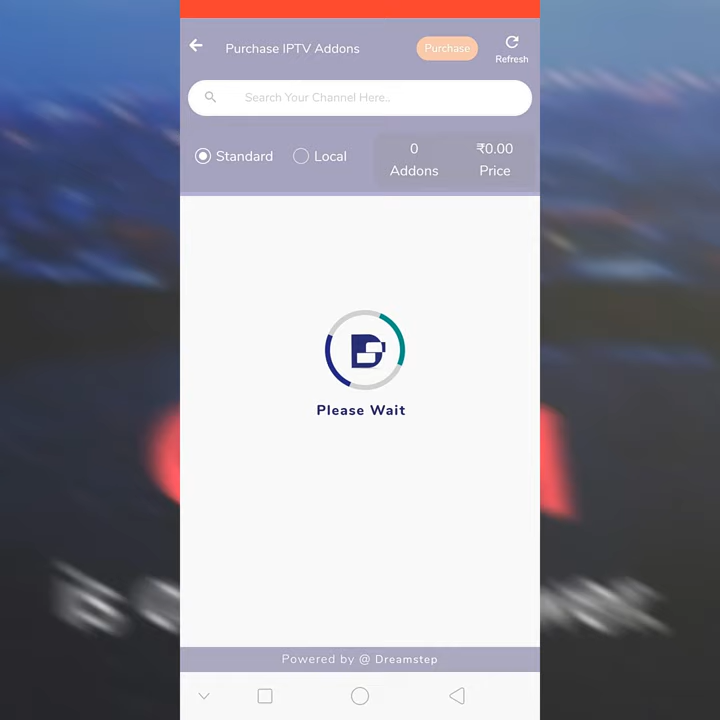 Purchase IPTV Addons
Purchase
Refresh
Search Your Channel Here..
Standard
Local
0
Addons
₹0.00
Price
Please Wait
Powered by @ Dreamstep